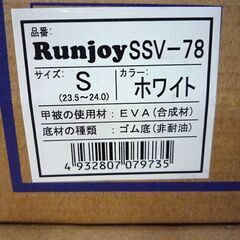 品番:
Runjoy SSV-78
サイズ: カラー:
S ホワイト
(23.5~24.0)
甲被の使用材:EVA(合成材)
底材の種類 :ゴム底(非耐油)
4 932807 079735